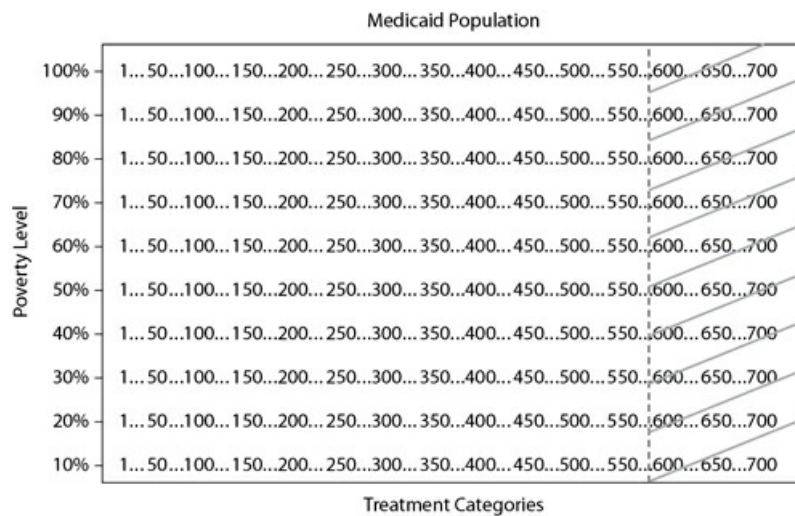 Medicaid Population
100% 1... 50...100... 150...200... 250...300... 350...400... 450...500... 550...600...650...700
90% 1... 50...100... 150...200... 250...300... 350...400... 450...500... 550...600...650...700
80% 1... 50...100... 150...200... 250...300... 350...400... 450...500... 550...600...650...700
70% 1... 50...100... 150...200... 250...300... 350...400... 450...500... 550...600...650...700
60% 1... 50...100... 150...200... 250...300... 350...400... 450...500... 550...600...650...700
50% 1... 50...100... 150...200... 250...300... 350...400... 450...500... 550...600...650...700
40% 1... 50...100... 150...200... 250...300... 350...400... 450...500... 550...600...650...700
30% 1... 50...100... 150...200... 250...300... 350...400... 450...500... 550...600...650...700
20% 1... 50...100... 150...200... 250...300... 350...400... 450...500... 550...600...650...700
10% 1... 50...100... 150...200... 250...300... 350...400... 450...500... 550...600...650...700
Poverty Level
Treatment Categories